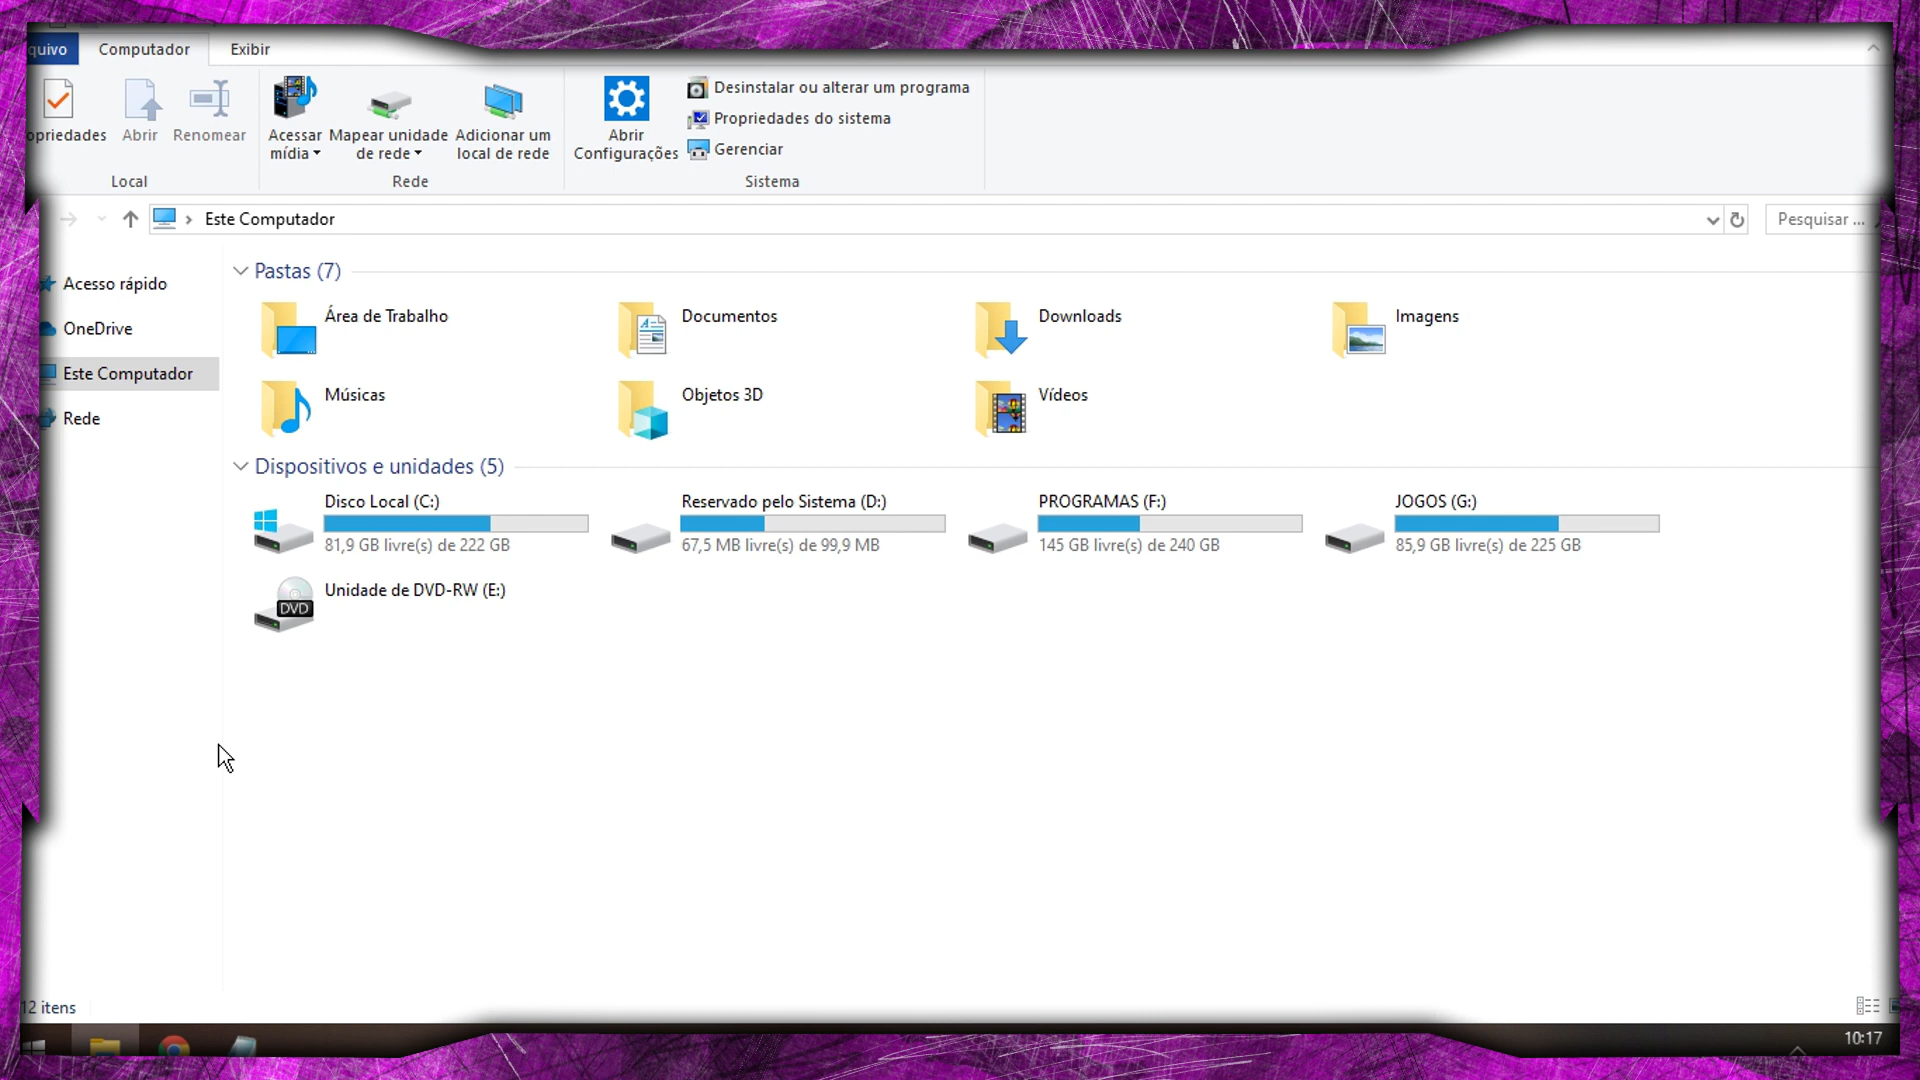 quivo Computador Exibir
opriedades Abrir Renomear
Acessar mídia
Mapear unidade de rede
Adicionar um local de rede
Abrir Configurações
Desinstalar ou alterar um programa
Propriedades do sistema
Gerenciar
Local Rede Sistema
Este Computador
Pesquisar ...
Acesso rápido
OneDrive
Este Computador
Rede
Pastas (7)
Área de Trabalho
Documentos
Downloads
Imagens
Músicas
Objetos 3D
Vídeos
Dispositivos e unidades (5)
Disco Local (C:)
81,9 GB livre(s) de 222 GB
Reservado pelo Sistema (D:)
67,5 MB livre(s) de 99,9 MB
PROGRAMAS (F:)
145 GB livre(s) de 240 GB
JOGOS (G:)
85,9 GB livre(s) de 225 GB
DVD
Unidade de DVD-RW (E:)
12 itens
10:17